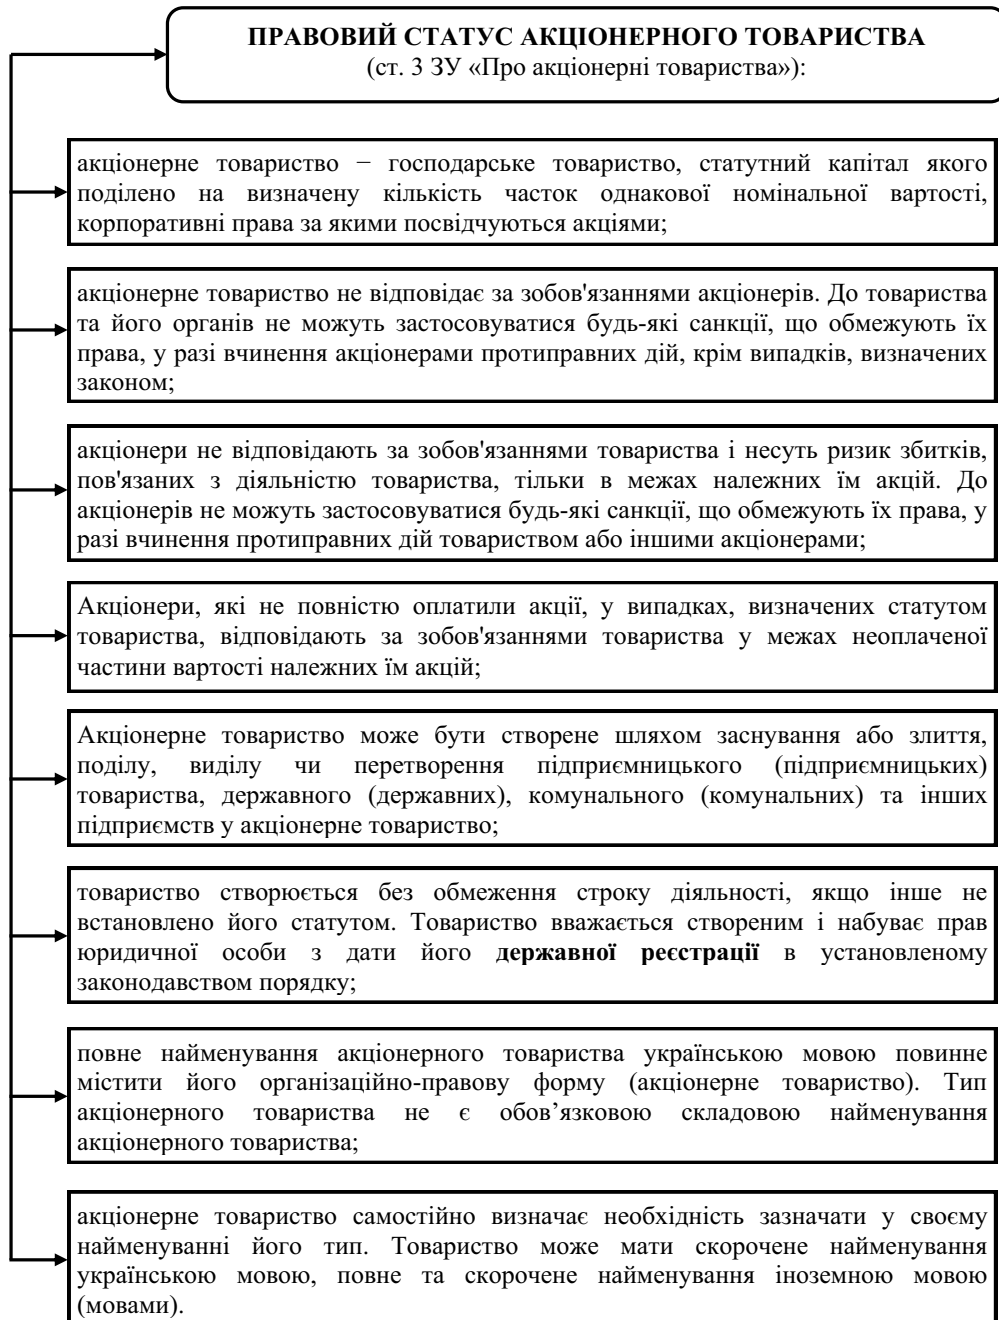 ПРАВОВИЙ СТАТУС АКЦІОНЕРНОГО ТОВАРИСТВА
(ст. 3 ЗУ «Про акціонерні товариства»):
акціонерне товариство − господарське товариство, статутний капітал якого
поділено на визначену кількість часток однакової номінальної вартості,
корпоративні права за якими посвідчуються акціями;
акціонерне товариство не відповідає за зобов'язаннями акціонерів. До товариства
та його органів не можуть застосовуватися будь-які санкції, що обмежують їх
права, у разі вчинення акціонерами протиправних дій, крім випадків, визначених
законом;
акціонери не відповідають за зобов'язаннями товариства і несуть ризик збитків,
пов'язаних з діяльністю товариства, тільки в межах належних їм акцій. До
акціонерів не можуть застосовуватися будь-які санкції, що обмежують їх права, у
разі вчинення протиправних дій товариством або іншими акціонерами;
Акціонери, які не повністю оплатили акції, у випадках, визначених статутом
товариства, відповідають за зобов'язаннями товариства у межах неоплаченої
частини вартості належних їм акцій;
Акціонерне товариство може бути створене шляхом заснування або злиття,
поділу, виділу чи перетворення підприємницького (підприємницьких)
товариства, державного (державних), комунального (комунальних) та інших
підприємств у акціонерне товариство;
товариство створюється без обмеження строку діяльності, якщо інше не
встановлено його статутом. Товариство вважається створеним і набуває прав
юридичної особи з дати його державної реєстрації в установленому
законодавством порядку;
повне найменування акціонерного товариства українською мовою повинне
містити його організаційно-правову форму (акціонерне товариство). Тип
акціонерного товариства не є обов’язковою складовою найменування
акціонерного товариства;
акціонерне товариство самостійно визначає необхідність зазначати у своєму
найменуванні його тип. Товариство може мати скорочене найменування
українською мовою, повне та скорочене найменування іноземною мовою
(мовами).